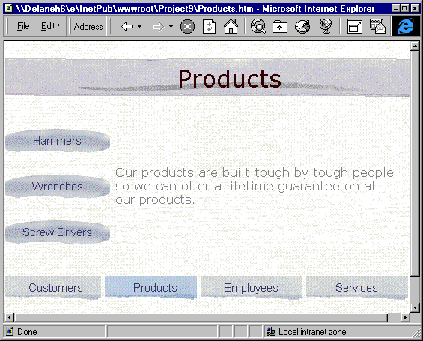 \\Delaneh6\e\InetPub\wwwroot\Project9\Products.htm - Microsoft Internet Explorer
File Edit Address
Products
Hammers
Wrenches
Screw Drivers
Our products are built tough by tough people
so we can offer a lifetime guarantee on all
our products.
Customers Products Employees Services
Done Local intranet zone